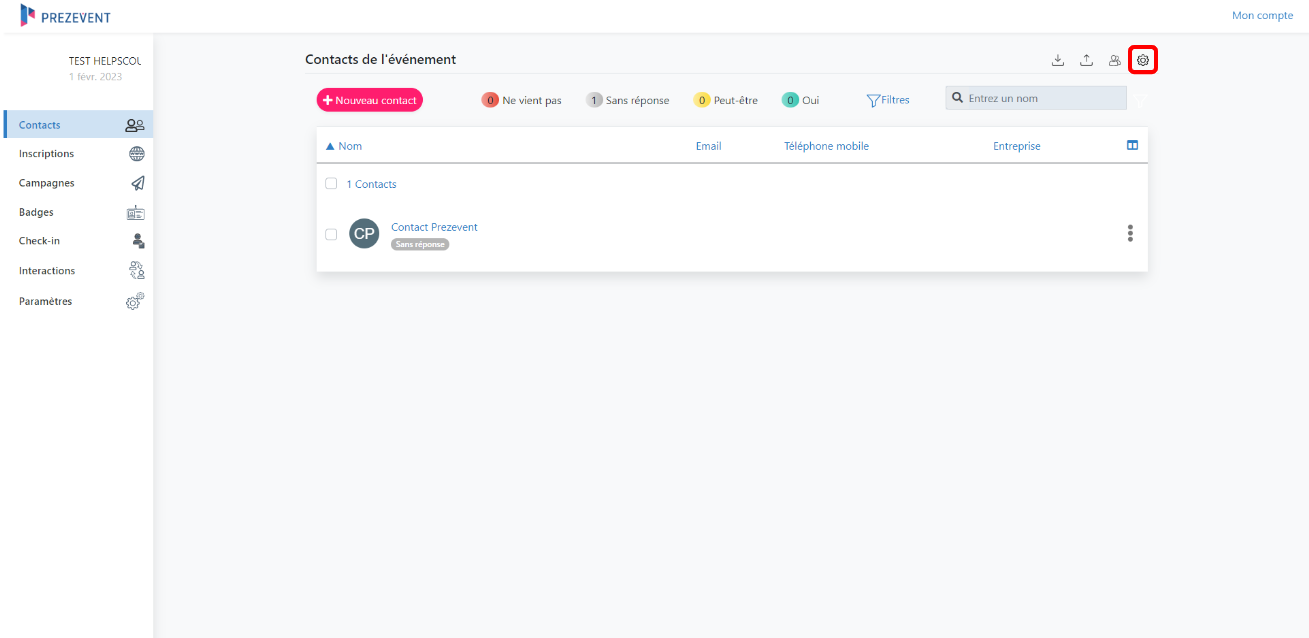 PREZEVENT
Mon compte
TEST HELPSCOU
1 févr. 2023
Contacts
Inscriptions
Campagnes
Badges
Check-in
Interactions
Paramètres
Contacts de l'événement
Nouveau contact 0 Ne vient pas 1 Sans réponse 0 Peut-être 0 Oui Filtres Entrez un nom
Nom Email Téléphone mobile Entreprise
1 Contacts
CP Contact Prezevent
Sans réponse